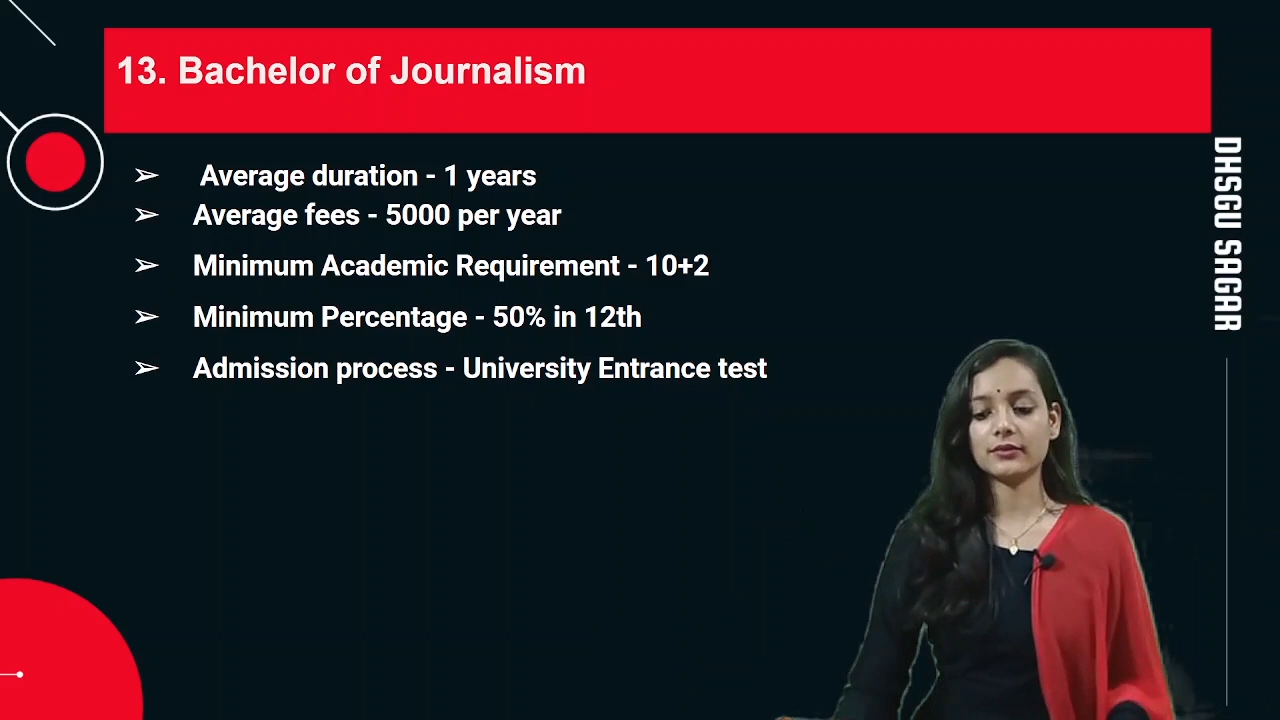 13. Bachelor of Journalism
➢ Average duration - 1 years
➢ Average fees - 5000 per year
➢ Minimum Academic Requirement - 10+2
➢ Minimum Percentage - 50% in 12th
➢ Admission process - University Entrance test
DHSGU SAGAR